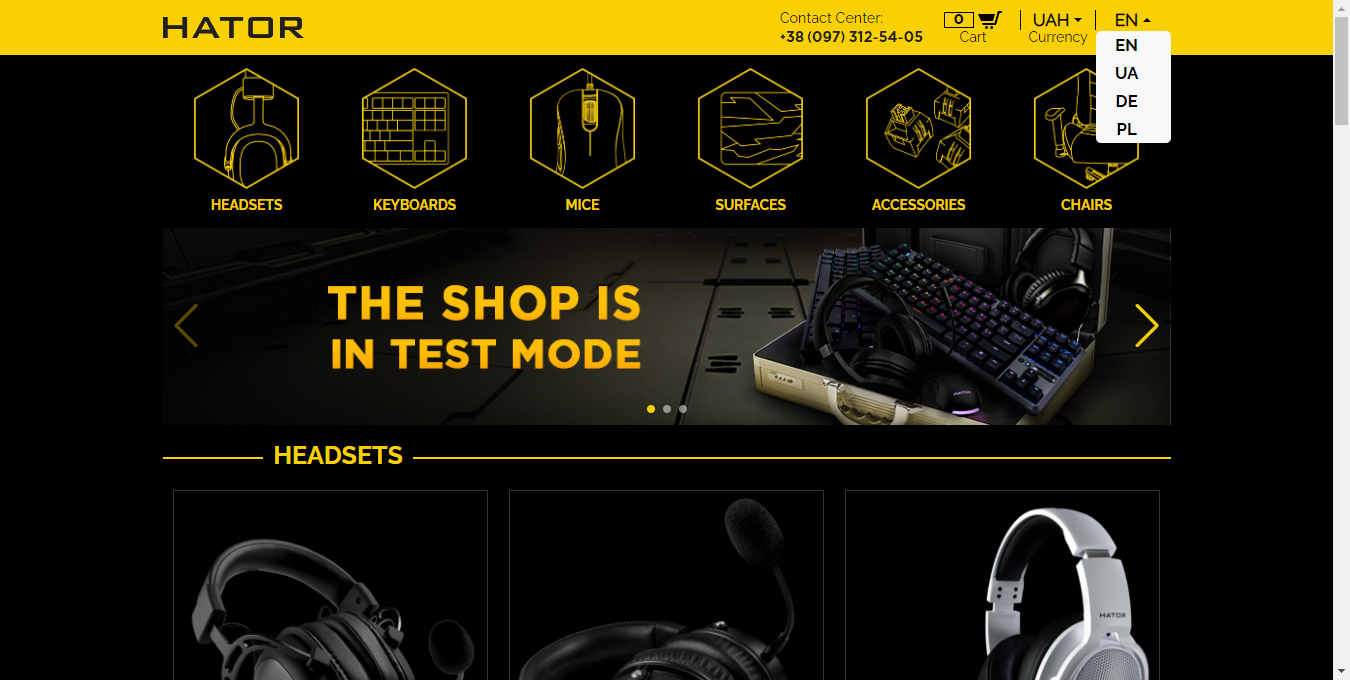 HATOR
Contact Center:
+38 (097) 312-54-05
0
Cart
UAH
Currency
EN
EN
UA
DE
PL
HEADSETS
KEYBOARDS
MICE
SURFACES
ACCESSORIES
CHAIRS
THE SHOP IS
IN TEST MODE
HATOR
HEADSETS
HATOR